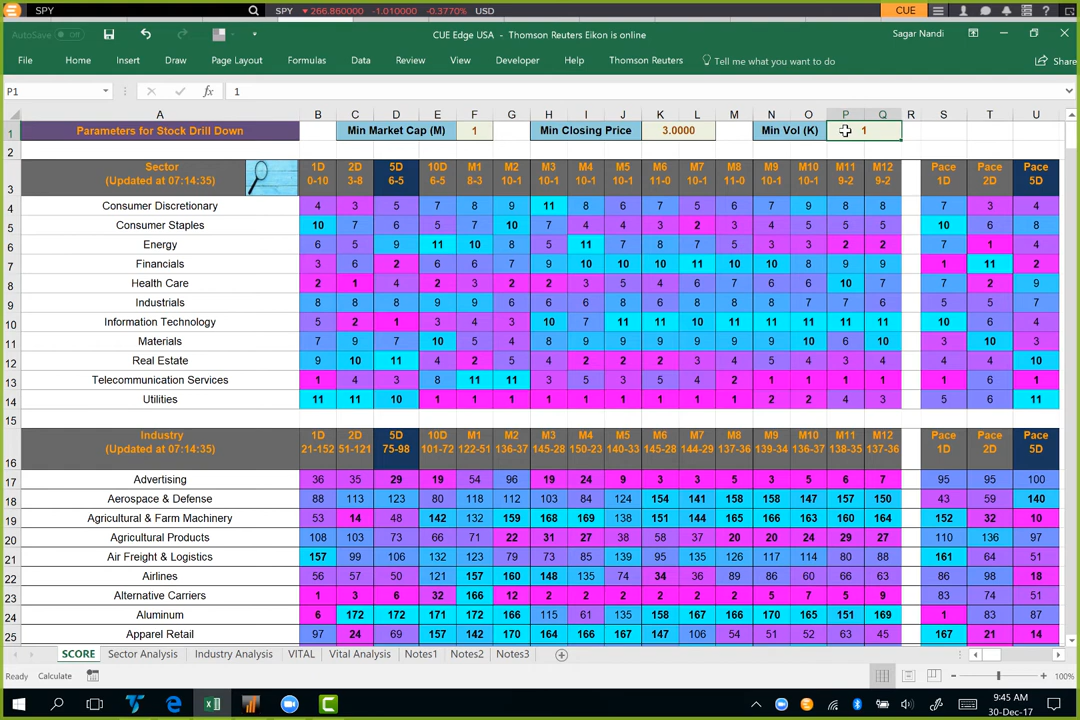 SPY SPY 266.860000 -1.010000 -0.3770% USD CUE
AutoSave Off CUE Edge USA - Thomson Reuters Eikon is online Sagar Nandi
File Home Insert Draw Page Layout Formulas Data Review View Developer Help Thomson Reuters Tell me what you want to do Share
P1 fx 1
A B C D E F G H I J K L M N O P Q R S T U
1 Parameters for Stock Drill Down Min Market Cap (M) 1 Min Closing Price 3.0000 Min Vol (K) 1
2
Sector 1D 2D 5D 10D M1 M2 M3 M4 M5 M6 M7 M8 M9 M10 M11 M12 Pace Pace Pace
3 (Updated at 07:14:35) 0-10 3-8 6-5 6-5 8-3 10-1 10-1 10-1 10-1 11-0 10-1 11-0 10-1 10-1 9-2 9-2 1D 2D 5D
4 Consumer Discretionary 4 3 5 7 8 9 11 8 6 7 5 6 7 9 8 8 7 3 4
5 Consumer Staples 10 7 6 5 7 10 7 4 4 3 2 3 4 5 5 5 10 6 8
6 Energy 6 5 9 11 10 8 5 11 7 8 7 5 3 3 2 2 7 1 4
7 Financials 3 6 2 6 6 7 9 10 10 10 11 10 10 8 9 9 1 11 2
8 Health Care 2 1 4 2 3 2 2 3 5 4 6 7 6 7 10 7 7 2 9
9 Industrials 8 8 8 9 9 6 6 6 8 6 8 8 8 7 7 6 5 5 7
10 Information Technology 5 2 1 4 4 3 10 7 11 11 10 11 11 11 11 11 10 6 4
11 Materials 7 9 7 10 5 4 8 9 9 9 9 9 9 10 6 10 3 10 3
12 Real Estate 9 10 11 4 2 5 4 2 2 2 3 4 5 4 3 4 4 4 10
13 Telecommunication Services 1 4 3 8 11 11 3 5 3 5 4 2 1 1 1 1 1 6 1
14 Utilities 11 11 10 1 1 1 1 1 1 1 1 1 2 2 4 3 5 6 11
15
Industry 1D 2D 5D 10D M1 M2 M3 M4 M5 M6 M7 M8 M9 M10 M11 M12 Pace Pace Pace
16 (Updated at 07:14:35) 21-152 51-121 75-98 101-72 122-51 136-37 145-28 150-23 140-33 145-28 144-29 137-36 139-34 136-37 138-35 137-36 1D 2D 5D
17 Advertising 36 35 29 19 54 96 19 24 9 3 3 5 3 5 6 7 95 95 100
18 Aerospace & Defense 88 113 123 80 118 112 103 84 124 154 141 158 158 147 157 150 43 59 140
19 Agricultural & Farm Machinery 53 14 48 142 132 159 168 169 138 151 144 165 166 163 160 164 152 32 10
20 Agricultural Products 108 103 73 66 71 22 31 27 38 58 37 20 20 24 29 27 110 136 97
21 Air Freight & Logistics 157 99 106 132 123 79 73 85 139 95 135 126 117 114 80 88 161 64 51
22 Airlines 56 57 50 121 157 160 148 135 74 34 36 89 86 60 66 63 86 98 18
23 Alternative Carriers 1 3 6 32 166 12 2 2 2 2 2 2 5 7 5 9 83 74 51
24 Aluminum 6 172 172 171 172 166 115 61 135 158 167 166 170 165 151 169 1 83 87
25 Apparel Retail 97 24 69 157 142 170 164 166 167 147 106 54 51 52 63 45 167 21 14
SCORE Sector Analysis Industry Analysis VITAL Vital Analysis Notes1 Notes2 Notes3
Ready Calculate 100%
9:45 AM
30-Dec-17